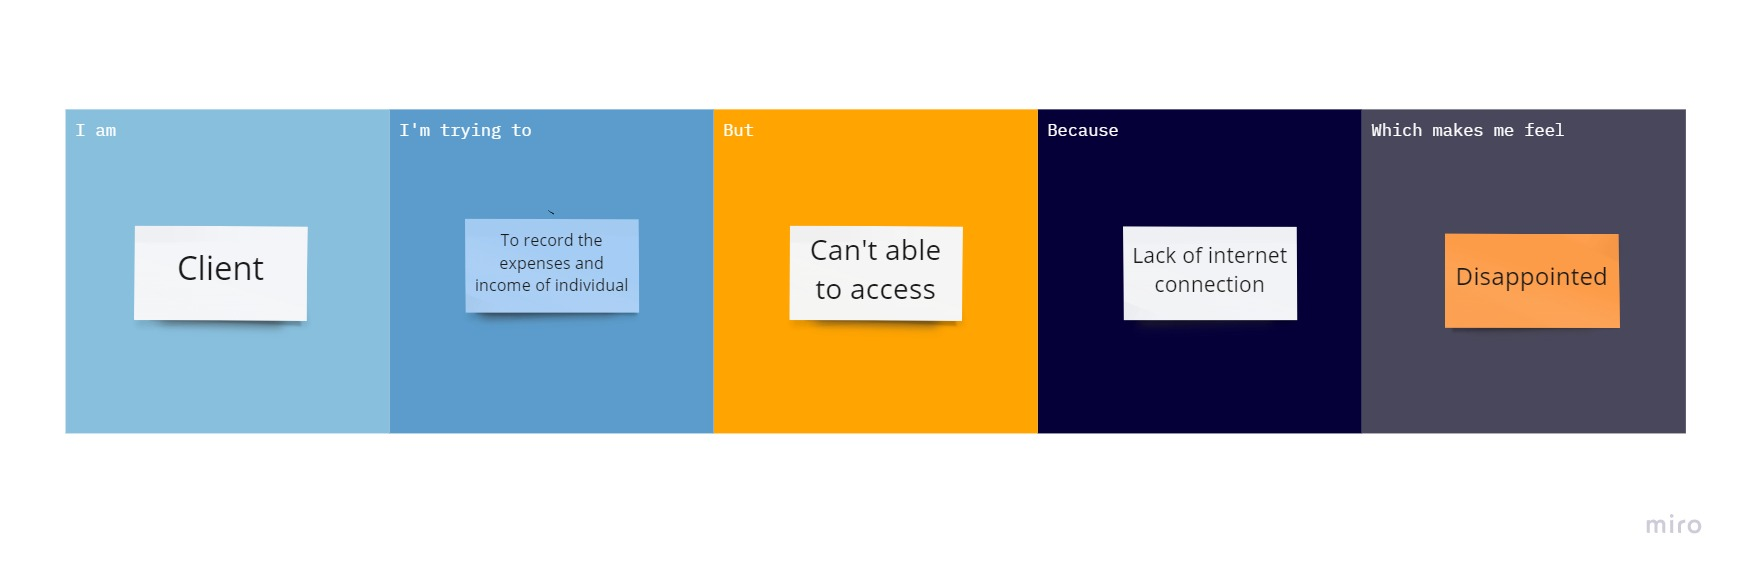 I am
Client
I'm trying to
To record the
expenses and
income of individual
But
Can't able
to access
Because
Lack of internet
connection
Which makes me feel
Disappointed
miro